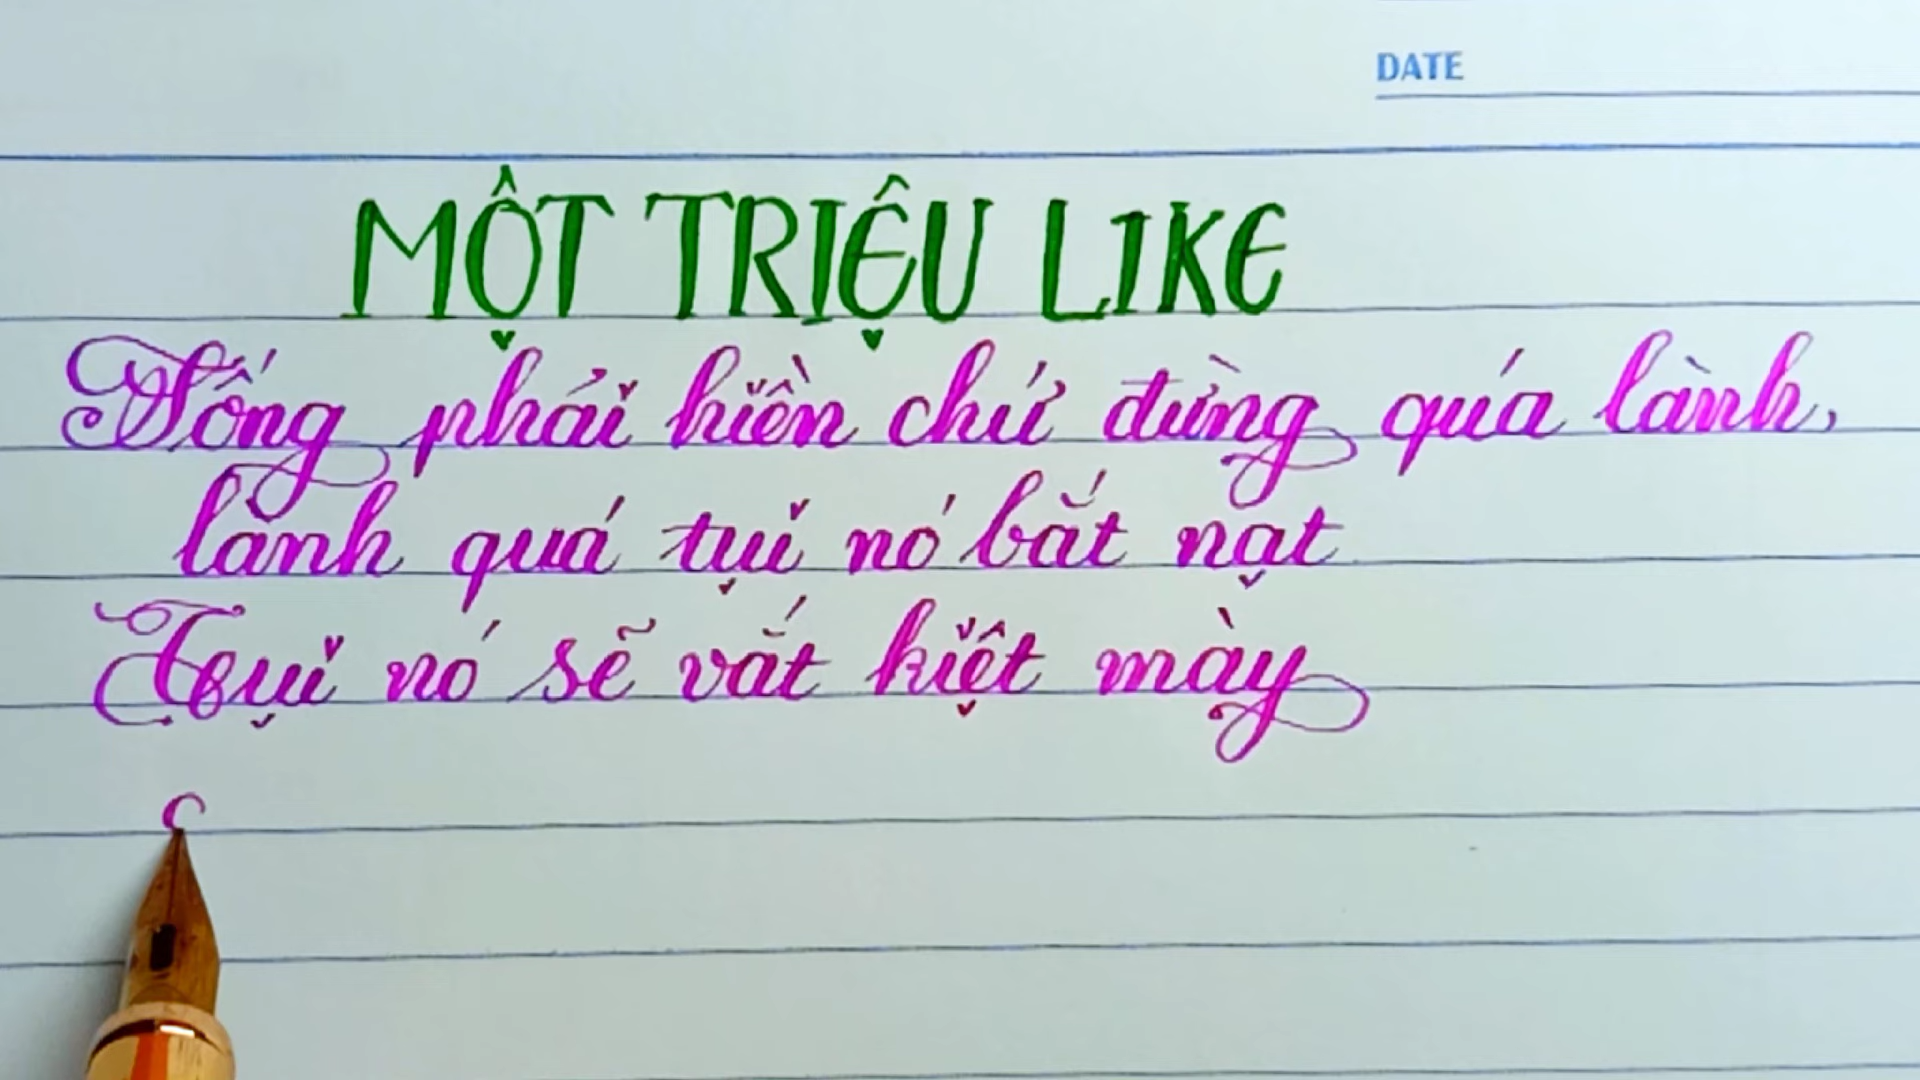 DATE
MỘT TRIỆU LIKE
Sống phải hiền chứ đừng quá lành,
lành quá tụi nó bắt nạt
Tụi nó sẽ vắt kiệt mày